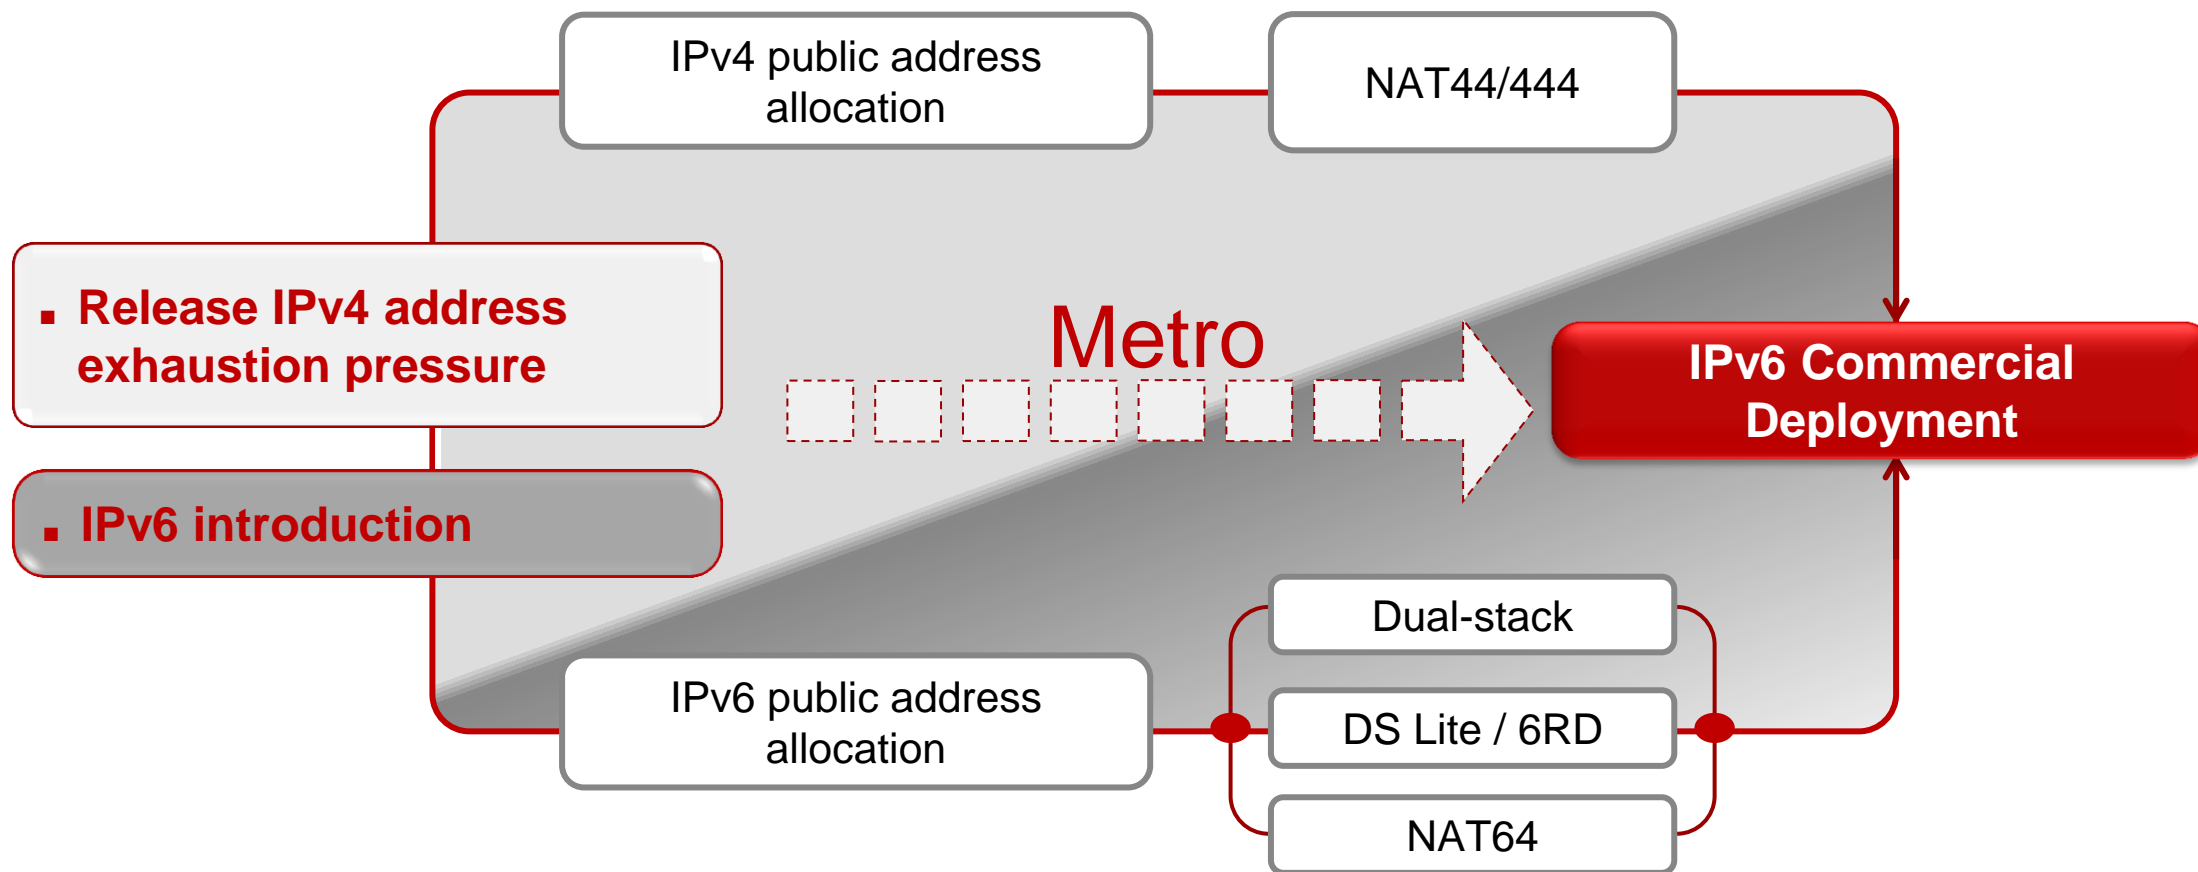 IPv4 public address
allocation
NAT44/444
▪ Release IPv4 address
exhaustion pressure
Metro
IPv6 Commercial
Deployment
▪ IPv6 introduction
Dual-stack
IPv6 public address
allocation
DS Lite / 6RD
NAT64